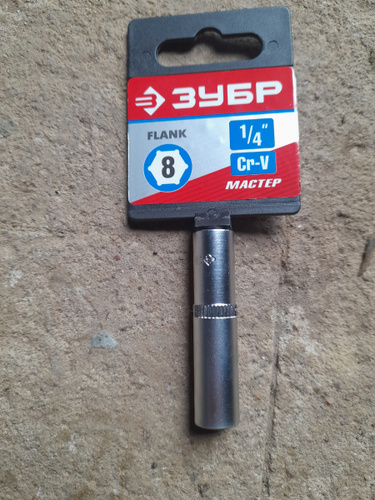 ЗУБР
FLANK
8
1/4"
Cr-V
МАСТЕР